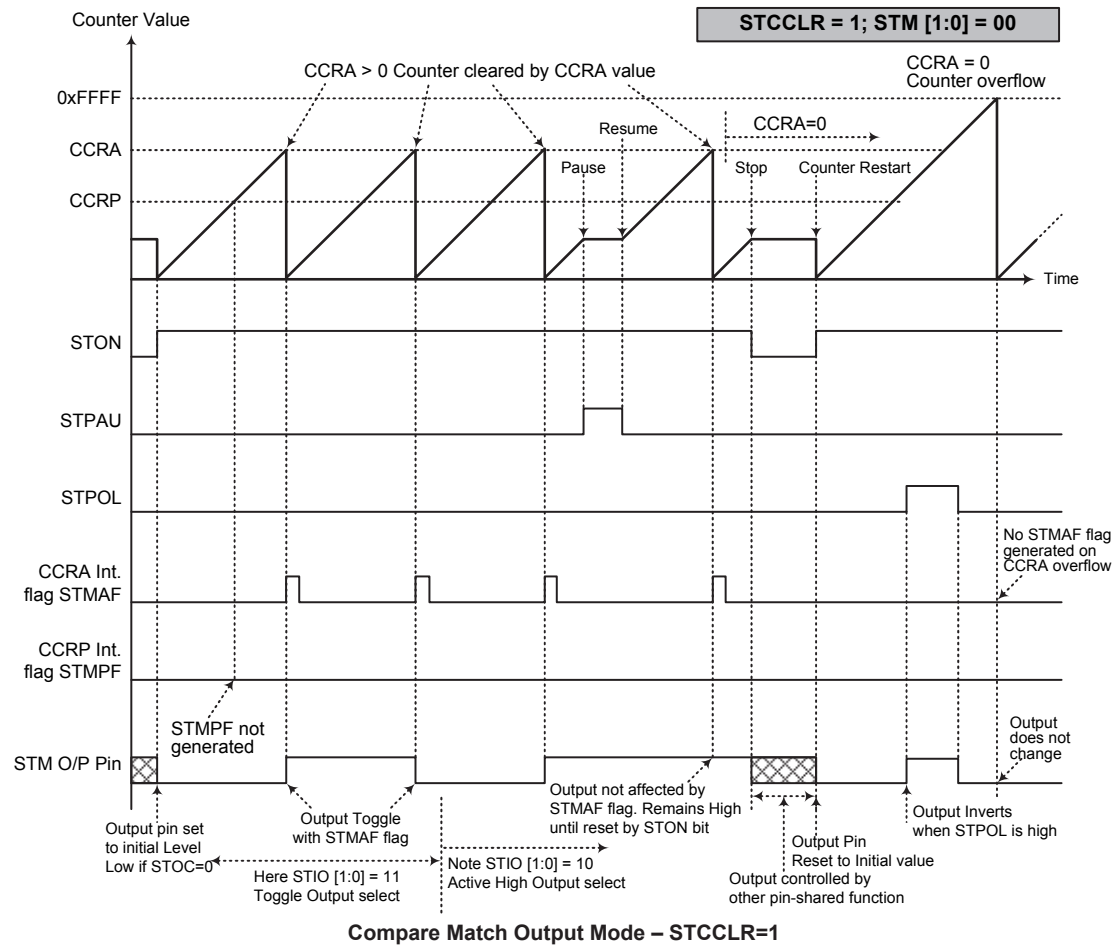 Counter Value
STCCLR = 1; STM [1:0] = 00
CCRA > 0 Counter cleared by CCRA value
CCRA = 0
Counter overflow
0xFFFF
CCRA=0
Resume
CCRA
Pause
Stop
Counter Restart
CCRP
Time
STON
STPAU
STPOL
No STMAF flag
generated on
CCRA overflow
CCRA Int.
flag STMAF
CCRP Int.
flag STMPF
STMPF not
generated
Output
does not
change
STM O/P Pin
Output pin set
to initial Level
Low if STOC=0
Output Toggle
with STMAF flag
Here STIO [1:0] = 11
Toggle Output select
Output not affected by
STMAF flag. Remains High
until reset by STON bit
Note STIO [1:0] = 10
Active High Output select
Output Pin
Reset to Initial value
Output controlled by
other pin-shared function
Output Inverts
when STPOL is high
Compare Match Output Mode – STCCLR=1